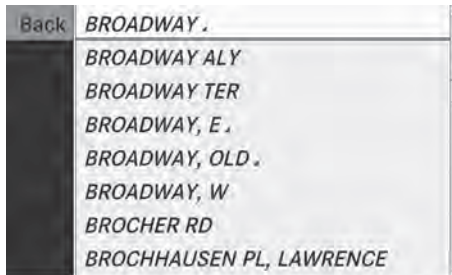 Back BROADWAY
BROADWAY ALY
BROADWAY TER
BROADWAY, E
BROADWAY, OLD
BROADWAY, W
BROCHER RD
BROCHHAUSEN PL, LAWRENCE